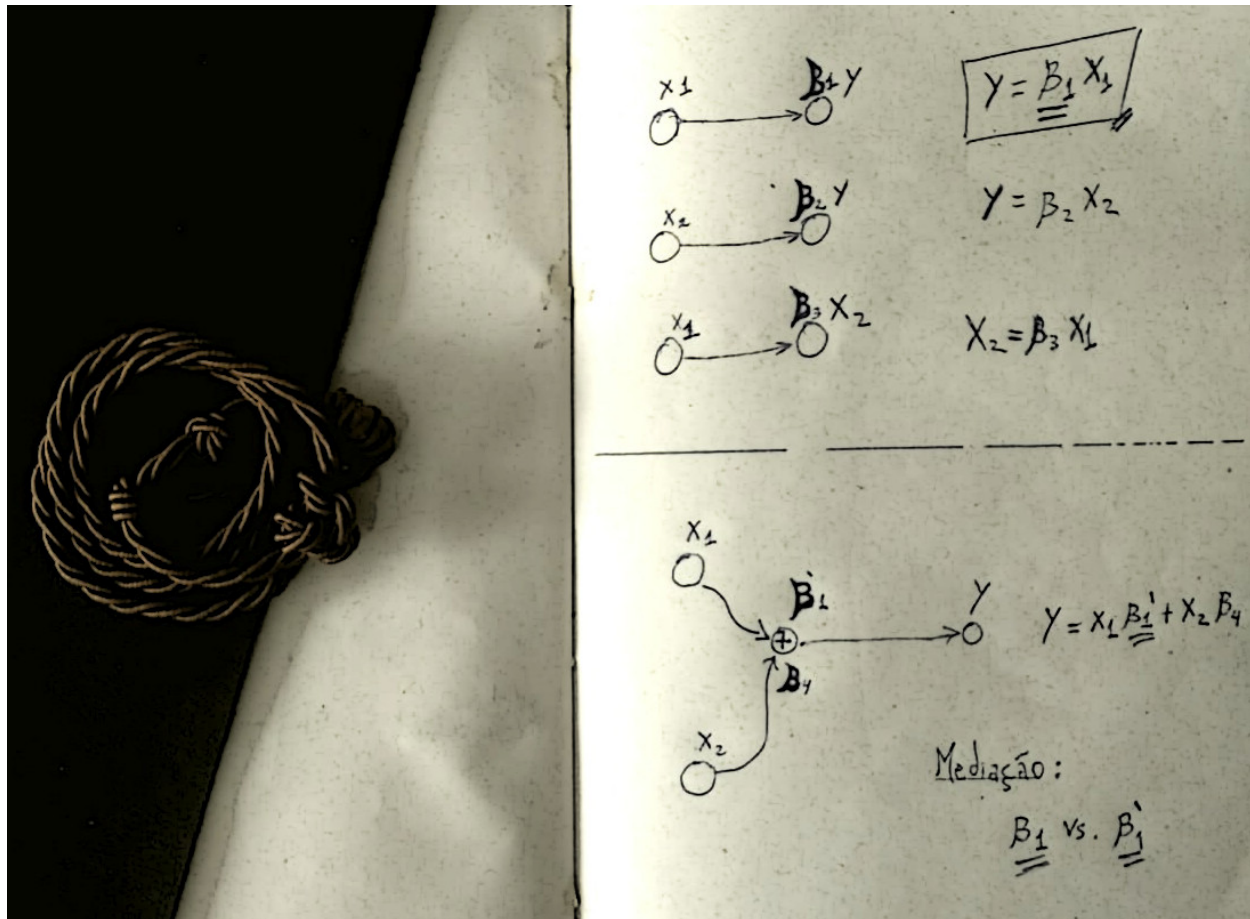 X1 β1 Y Y = β1 X1
X2 β2 Y Y = β2 X2
X1 β3 X2 X2 = β3 X1
X1
β'1 Y Y = X1 β'1 + X2 β4
+
β4
X2
Mediação:
β1 vs. β'1